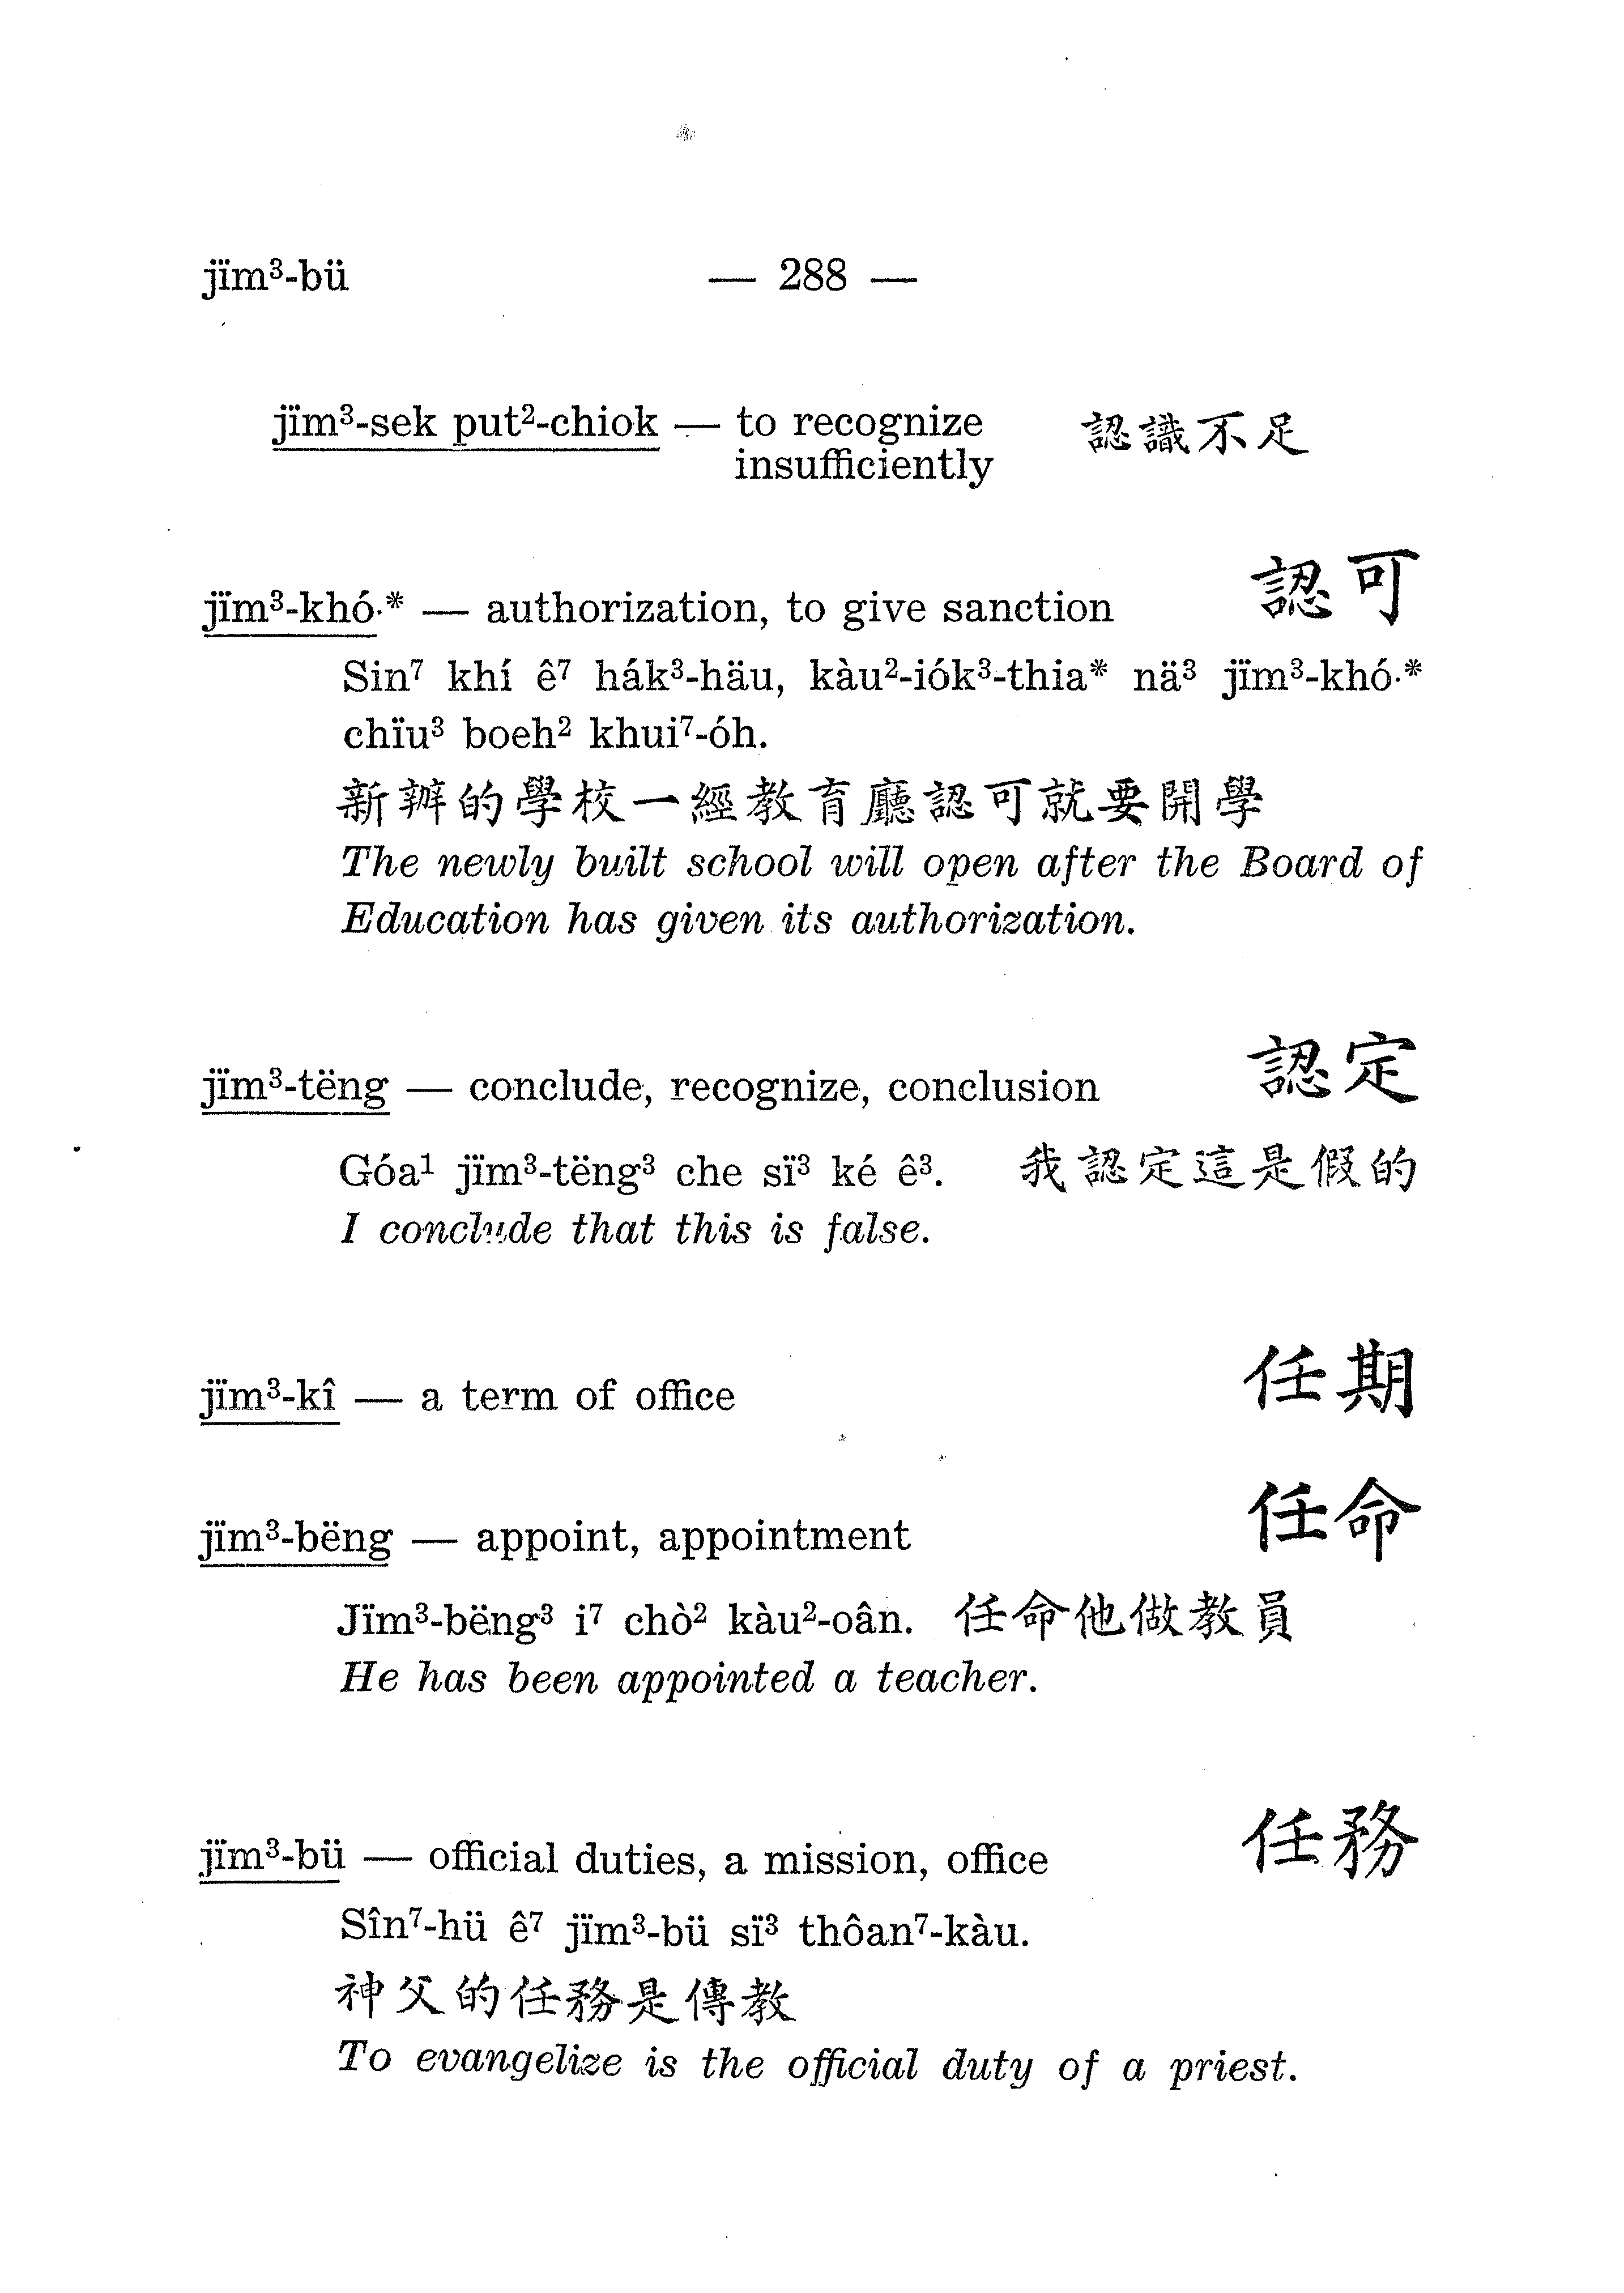 jïm³-bü — 288 —
jïm³-sek put²-chiok — to recognize 認識不足
insufficiently
認可
jïm³-khó·* — authorization, to give sanction
Sin⁷ khí ê⁷ hák³-häu, kàu²-iók³-thia* nä³ jïm³-khó·*
chïu³ boeh² khui⁷-óh.
新辦的學校一經教育廳認可就要開學
The newly built school will open after the Board of
Education has given its authorization.
認定
jïm³-tëng — conclude, recognize, conclusion
Góa¹ jïm³-tëng³ che sï³ ké ê³. 我認定這是假的
I conclude that this is false.
任期
jïm³-kî — a term of office
任命
jïm³-bëng — appoint, appointment
Jïm³-bëng³ i⁷ chò² kàu²-oân. 任命他做教員
He has been appointed a teacher.
任務
jïm³-bü — official duties, a mission, office
Sîn⁷-hü ê⁷ jïm³-bü sï³ thôan⁷-kàu.
神父的任務是傳教
To evangelize is the official duty of a priest.